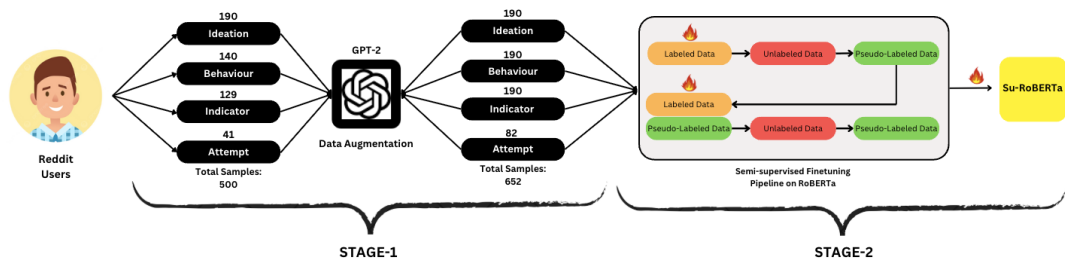 Reddit
Users
190
Ideation
140
Behaviour
129
Indicator
41
Attempt
Total Samples:
500
GPT-2
Data Augmentation
190
Ideation
190
Behaviour
190
Indicator
82
Attempt
Total Samples:
652
Labeled Data
Unlabeled Data
Pseudo-Labeled Data
Labeled Data
Pseudo-Labeled Data
Unlabeled Data
Pseudo-Labeled Data
Semi-supervised Finetuning
Pipeline on RoBERTa
Su-RoBERTa
STAGE-1
STAGE-2